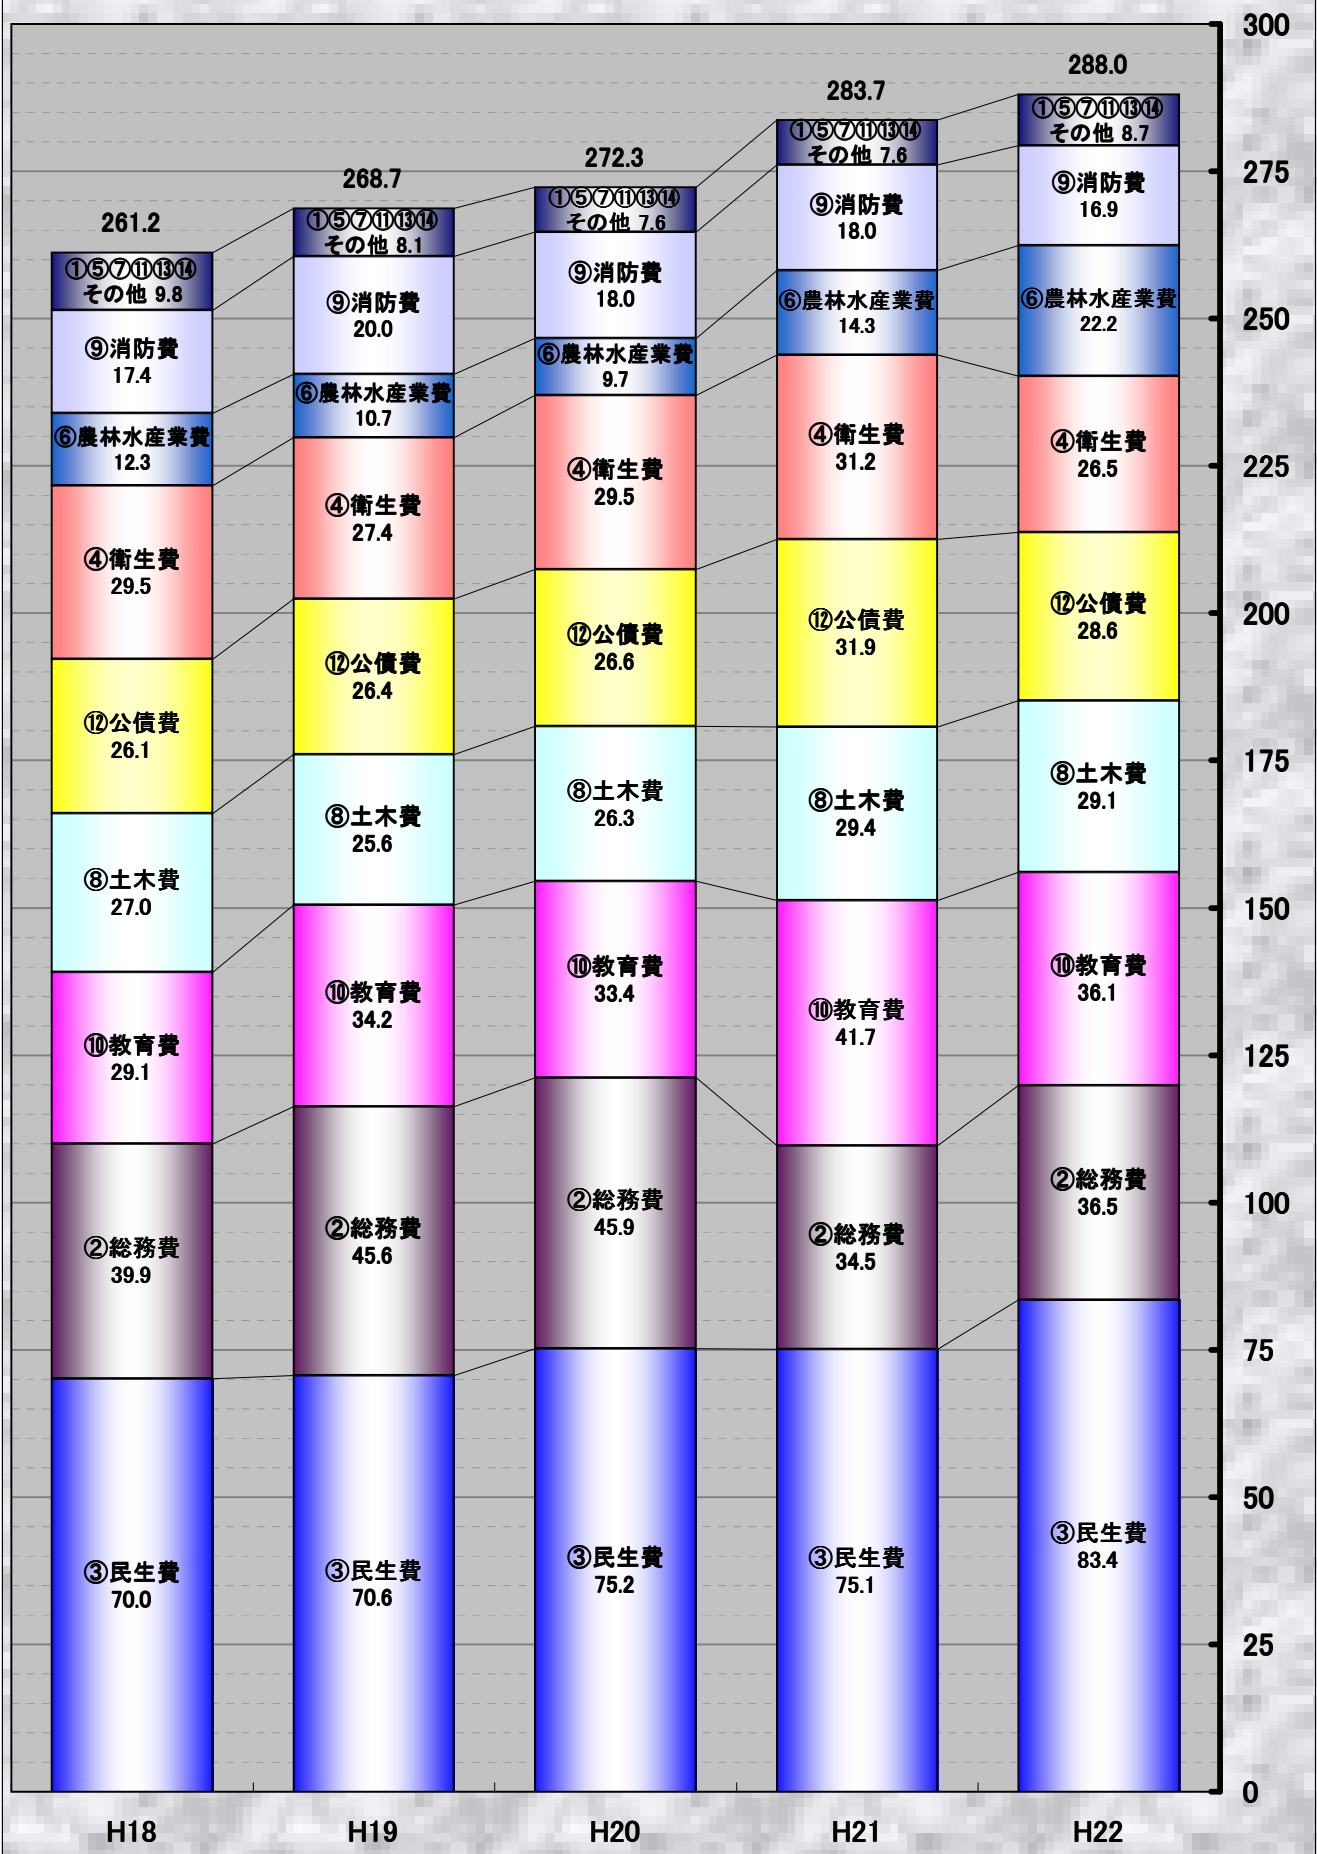 261.2
①⑤⑦⑪⑬⑭
その他 9.8
⑨消防費
17.4
⑥農林水産業費
12.3
④衛生費
29.5
⑫公債費
26.1
⑧土木費
27.0
⑩教育費
29.1
②総務費
39.9
③民生費
70.0
H18
268.7
①⑤⑦⑪⑬⑭
その他 8.1
⑨消防費
20.0
⑥農林水産業費
10.7
④衛生費
27.4
⑫公債費
26.4
⑧土木費
25.6
⑩教育費
34.2
②総務費
45.6
③民生費
70.6
H19
272.3
①⑤⑦⑪⑬⑭
その他 7.6
⑨消防費
18.0
⑥農林水産業費
9.7
④衛生費
29.5
⑫公債費
26.6
⑧土木費
26.3
⑩教育費
33.4
②総務費
45.9
③民生費
75.2
H20
283.7
①⑤⑦⑪⑬⑭
その他 7.6
⑨消防費
18.0
⑥農林水産業費
14.3
④衛生費
31.2
⑫公債費
31.9
⑧土木費
29.4
⑩教育費
41.7
②総務費
34.5
③民生費
75.1
H21
288.0
①⑤⑦⑪⑬⑭
その他 8.7
⑨消防費
16.9
⑥農林水産業費
22.2
④衛生費
26.5
⑫公債費
28.6
⑧土木費
29.1
⑩教育費
36.1
②総務費
36.5
③民生費
83.4
H22
300
275
250
225
200
175
150
125
100
75
50
25
0